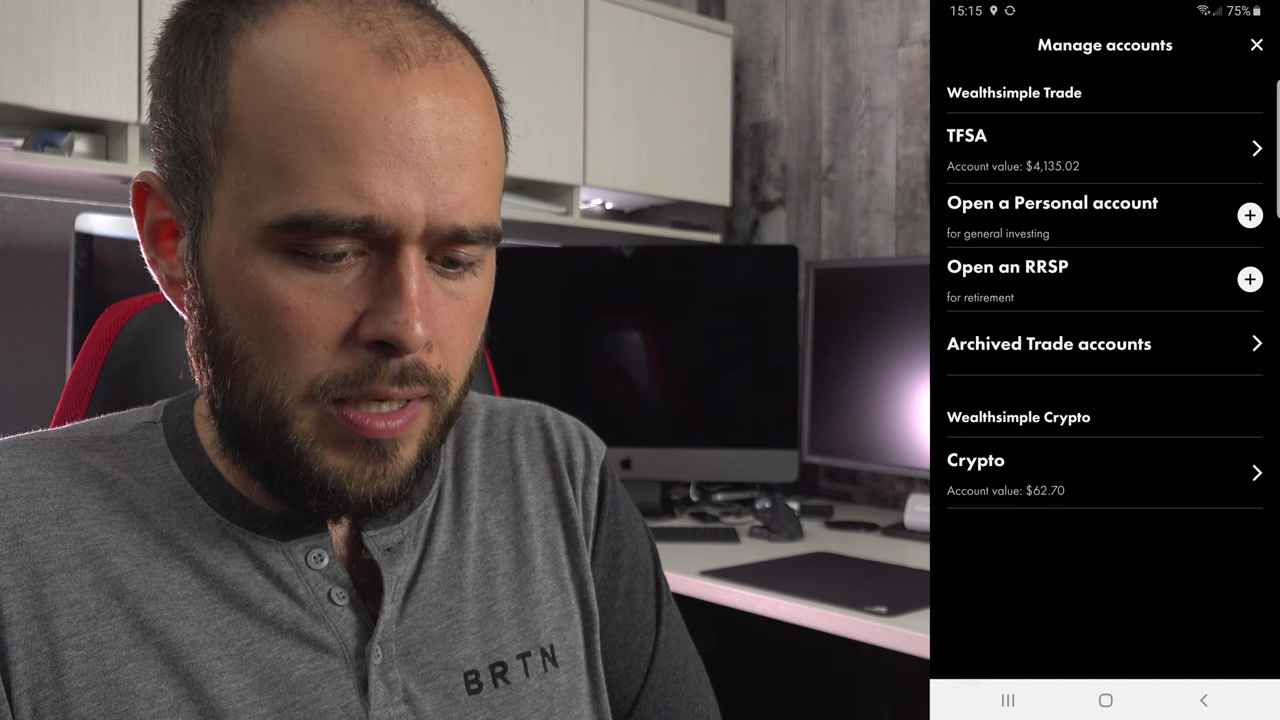 15:15
75%
Manage accounts
Wealthsimple Trade
TFSA
Account value: $4,135.02
Open a Personal account
for general investing
Open an RRSP
for retirement
Archived Trade accounts
Wealthsimple Crypto
Crypto
Account value: $62.70
BRTN